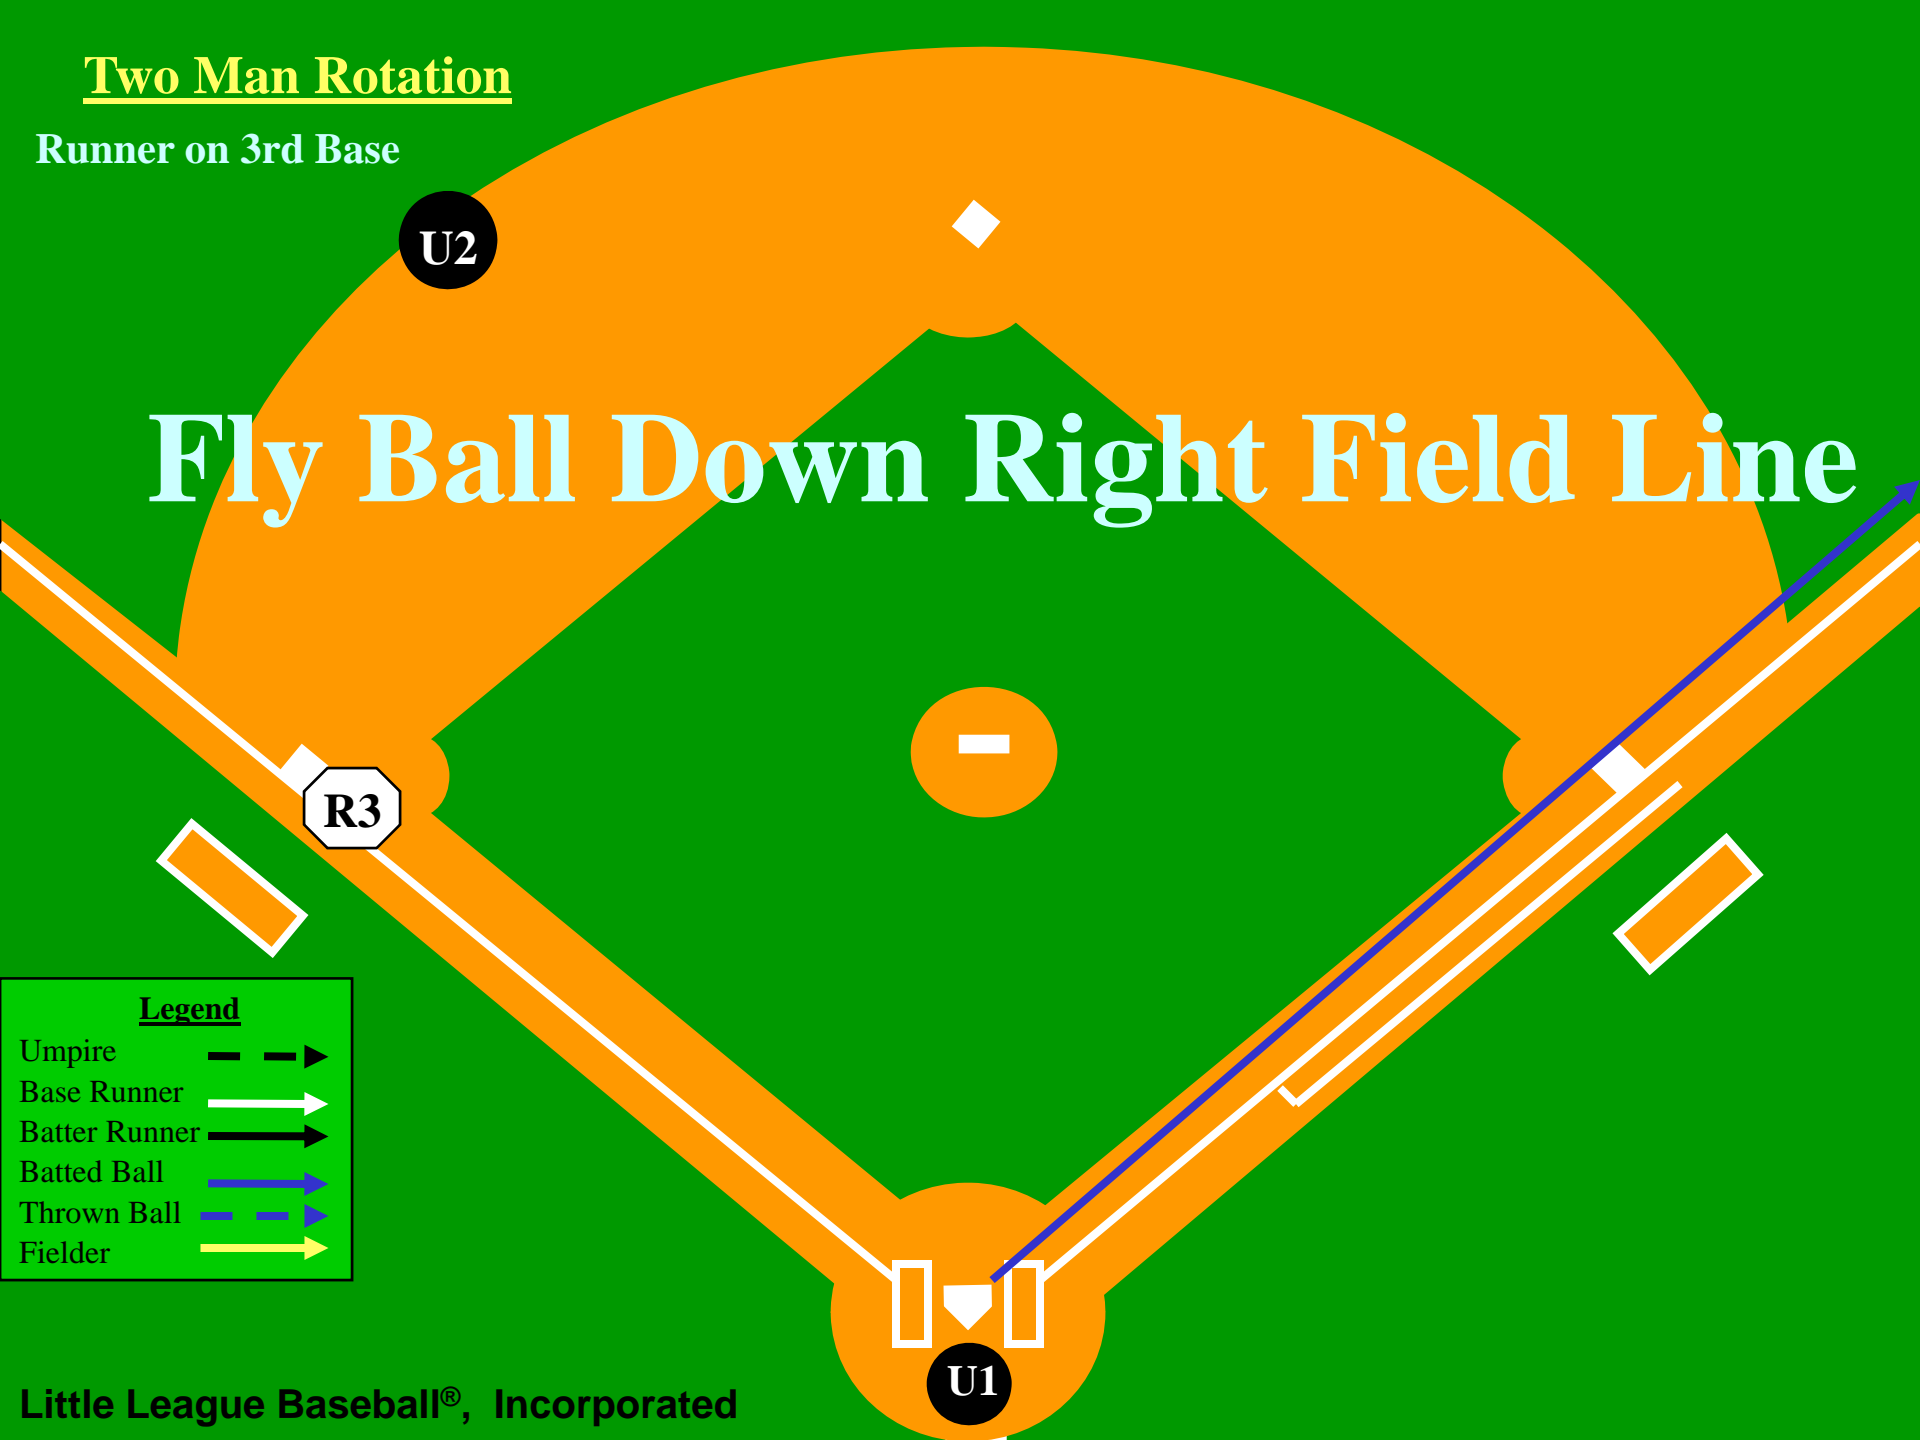 Two Man Rotation
Runner on 3rd Base
U2
Fly Ball Down Right Field Line
R3
Legend
Umpire
Base Runner
Batter Runner
Batted Ball
Thrown Ball
Fielder
U1
Little League Baseball®, Incorporated